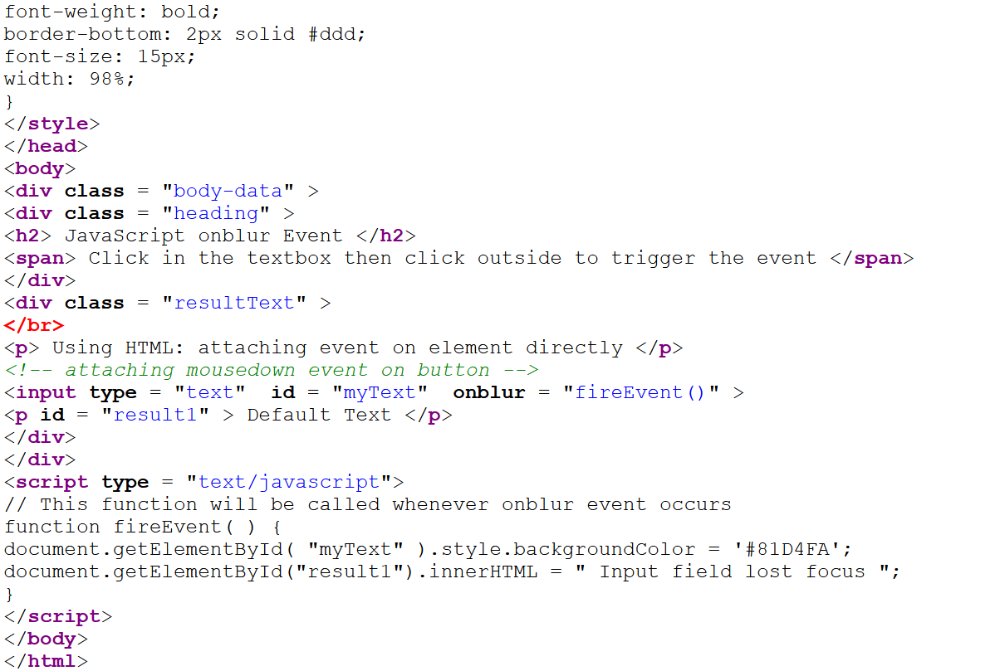 font-weight: bold;
border-bottom: 2px solid #ddd;
font-size: 15px;
width: 98%;
}
</style>
</head>
<body>
<div class = "body-data" >
<div class = "heading" >
<h2> JavaScript onblur Event </h2>
<span> Click in the textbox then click outside to trigger the event </span>
</div>
<div class = "resultText" >
</br>
<p> Using HTML: attaching event on element directly </p>
<!-- attaching mousedown event on button -->
<input type = "text"  id = "myText"  onblur = "fireEvent()" >
<p id = "result1" > Default Text </p>
</div>
</div>
<script type = "text/javascript">
// This function will be called whenever onblur event occurs
function fireEvent( ) {
document.getElementById( "myText" ).style.backgroundColor = '#81D4FA';
document.getElementById("result1").innerHTML = " Input field lost focus ";
}
</script>
</body>
</html>